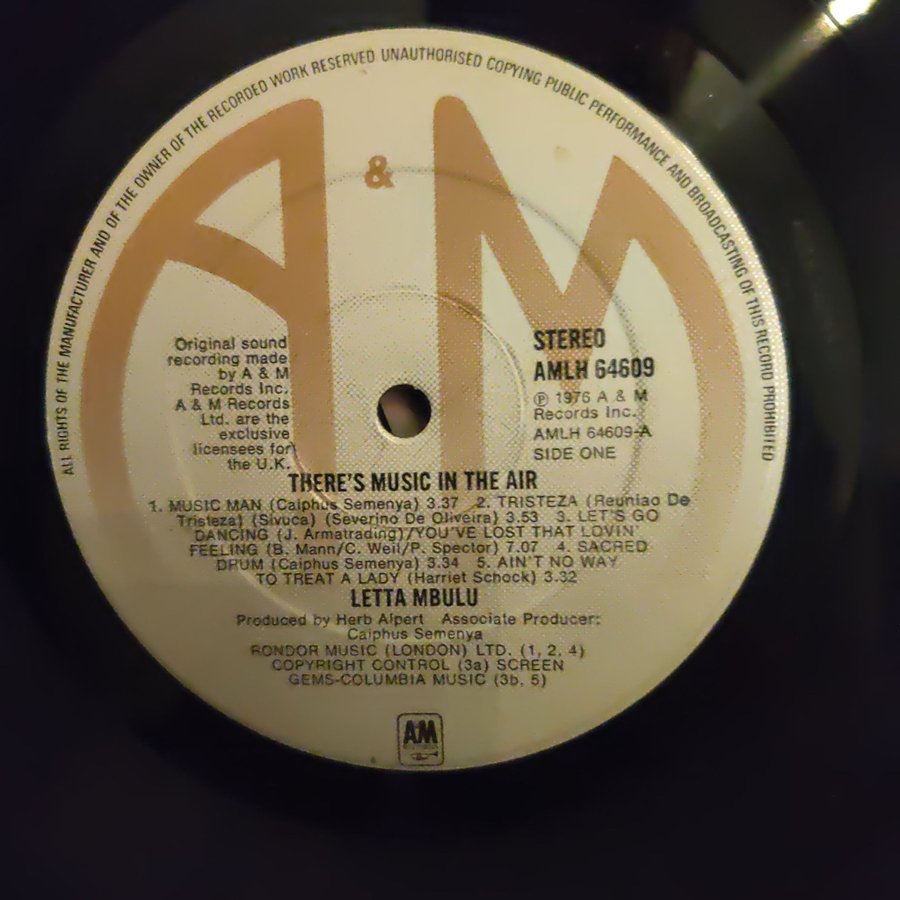 ALL RIGHTS OF THE MANUFACTURER AND OF THE OWNER OF THE RECORDED WORK RESERVED UNAUTHORISED COPYING PUBLIC PERFORMANCE AND BROADCASTING OF THIS RECORD PROHIBITED
A & M
Original sound
recording made
by A & M
Records Inc.
A & M Records
Ltd. are the
exclusive
licensees for
the U.K.
STEREO
AMLH 64609
℗ 1976 A & M
Records Inc.
AMLH 64609-A
SIDE ONE
THERE'S MUSIC IN THE AIR
1. MUSIC MAN (Caiphus Semenya) 3.37 2. TRISTEZA (Reuniao De
Tristeza) (Sivuca) (Severino De Oliveira) 3.53 3. LET'S GO
DANCING (J. Armatrading)/YOU'VE LOST THAT LOVIN'
FEELING (B. Mann/C. Weil/P. Spector) 7.07 4. SACRED
DRUM (Caiphus Semenya) 3.34 5. AIN'T NO WAY
TO TREAT A LADY (Harriet Schock) 3.32
LETTA MBULU
Produced by Herb Alpert Associate Producer:
Caiphus Semenya
RONDOR MUSIC (LONDON) LTD. (1, 2, 4)
COPYRIGHT CONTROL (3a) SCREEN
GEMS-COLUMBIA MUSIC (3b, 5)
AM